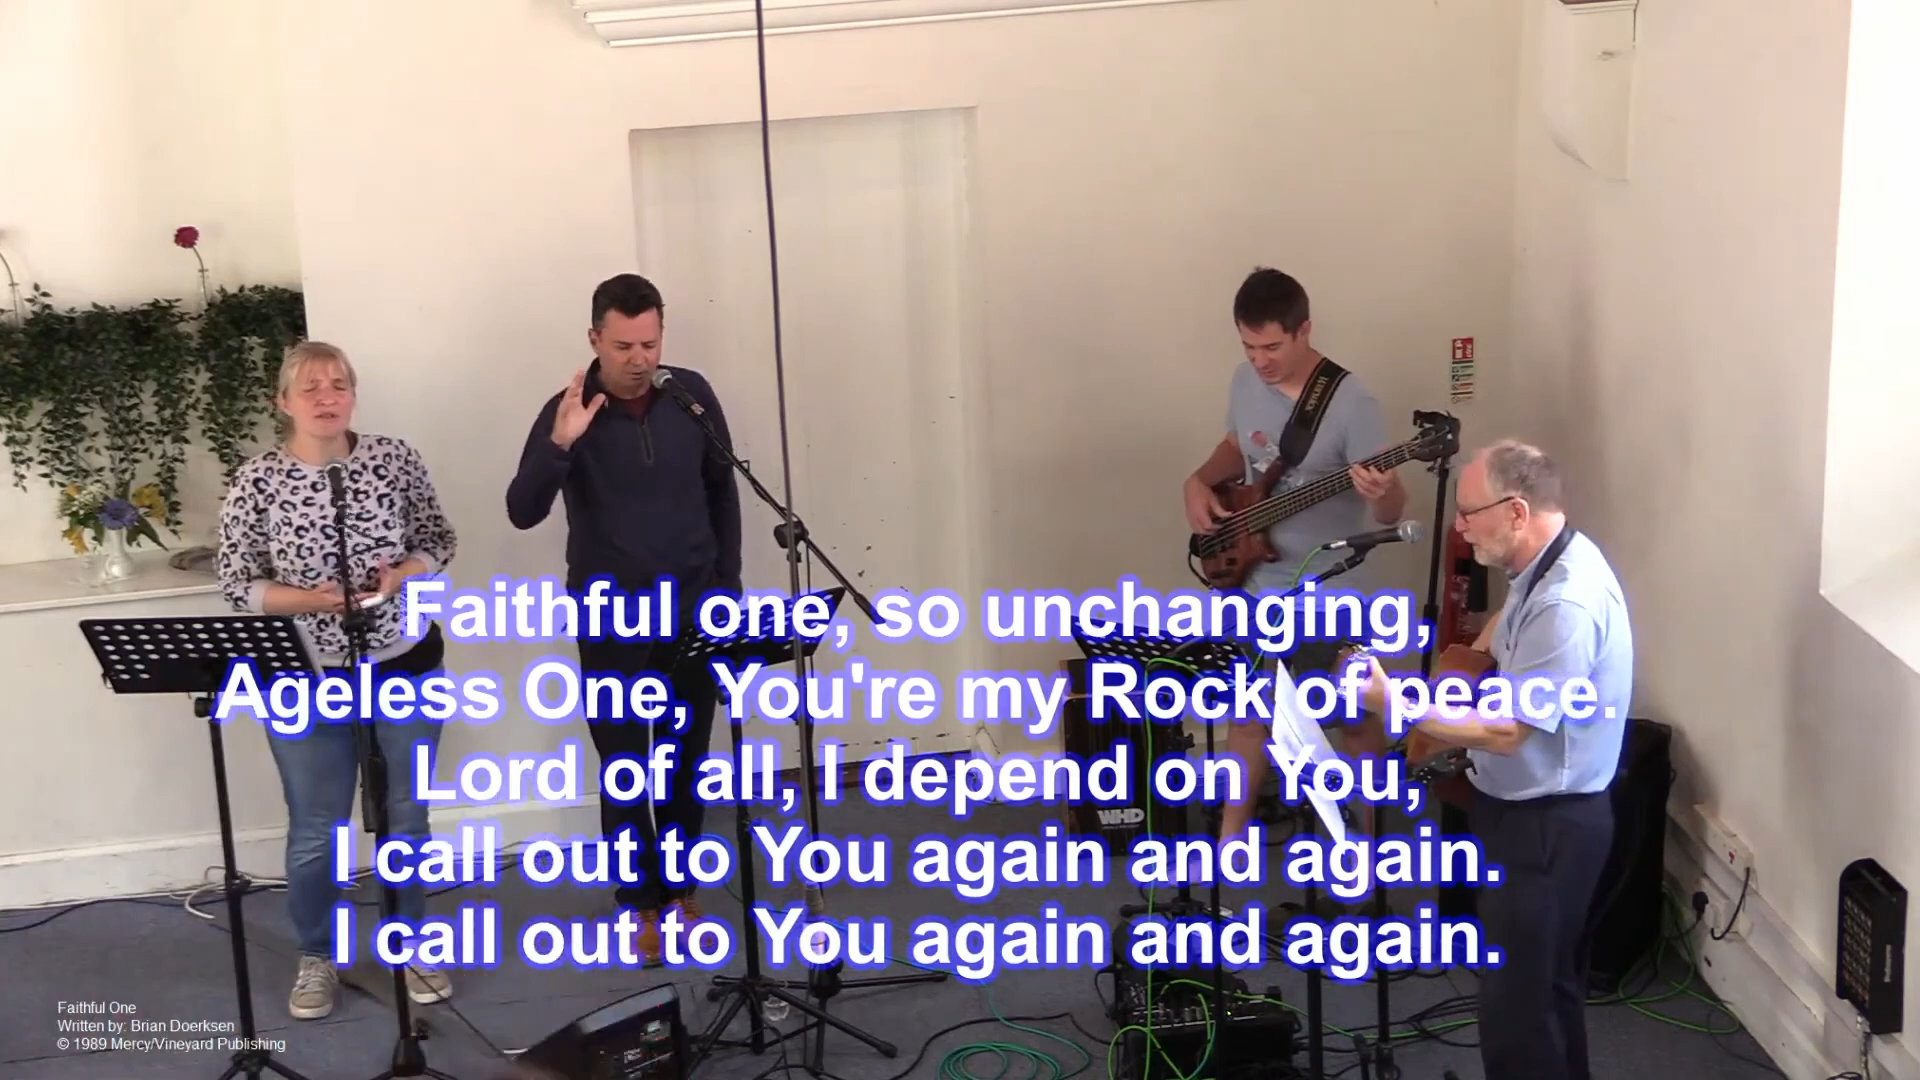 Faithful one, so unchanging,
Ageless One, You're my Rock of peace.
Lord of all, I depend on You,
I call out to You again and again.
I call out to You again and again.
WHD
Faithful One
Written by: Brian Doerksen
© 1989 Mercy/Vineyard Publishing